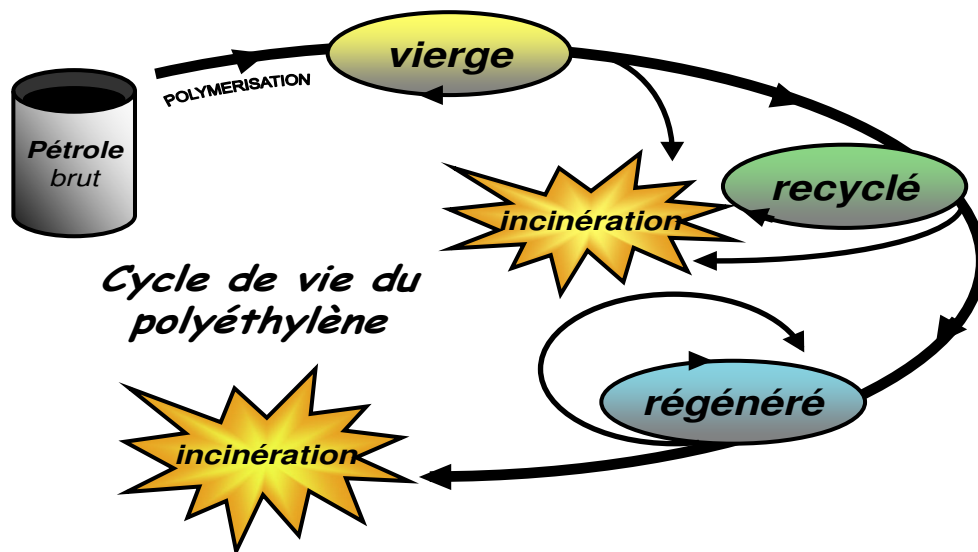 vierge
POLYMERISATION
Pétrole
brut
recyclé
incinération
Cycle de vie du
polyéthylène
régénéré
incinération